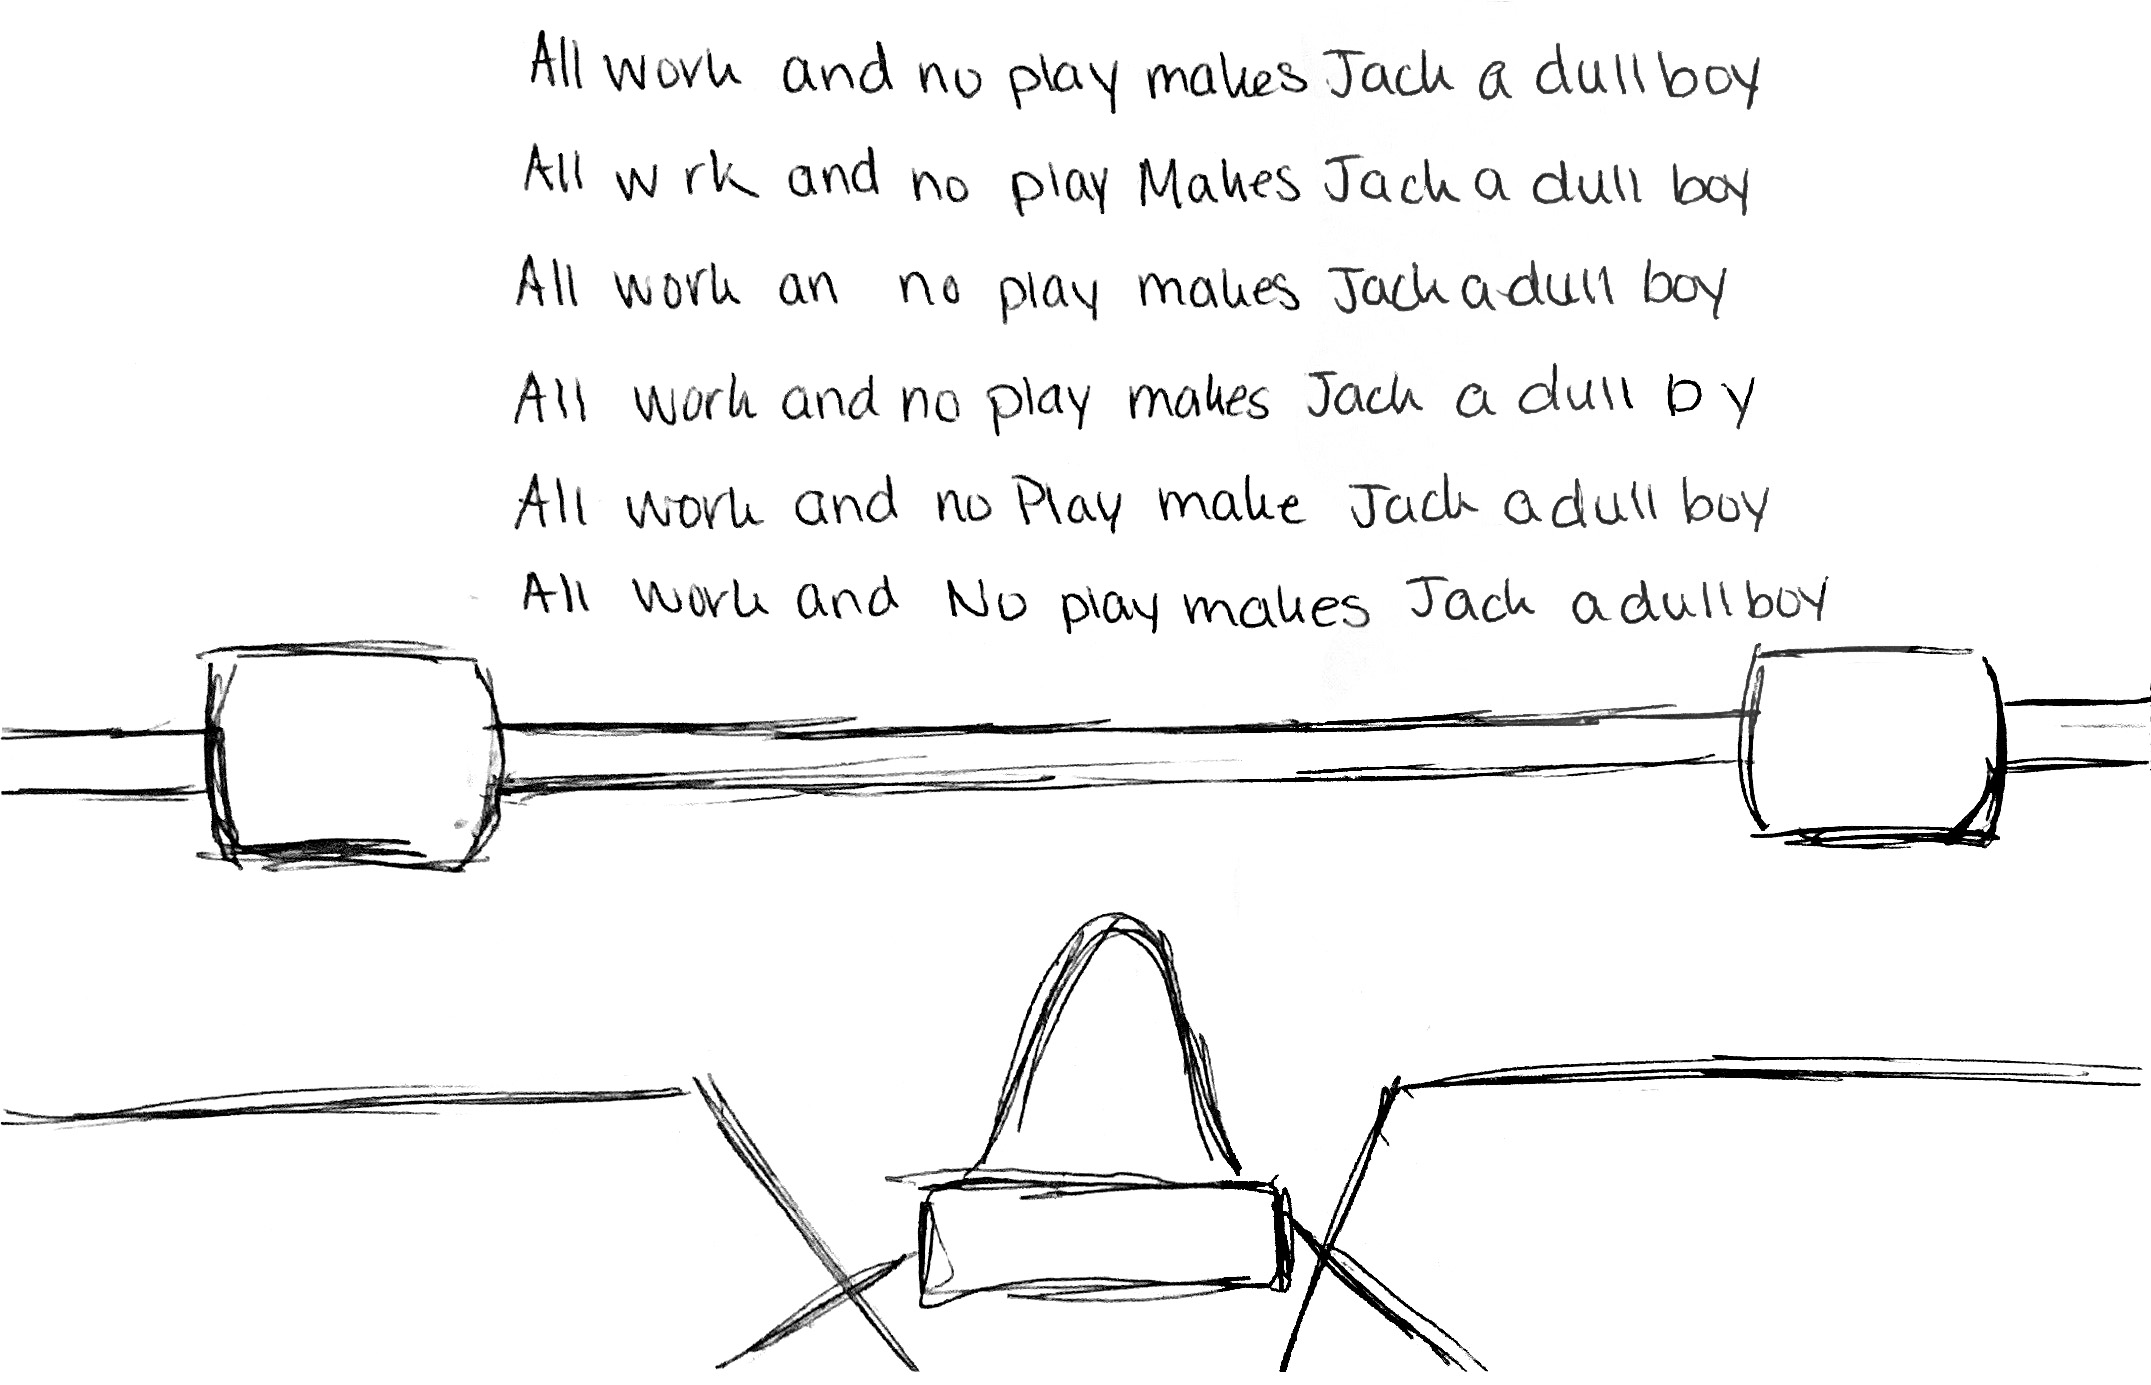 All work and no play makes Jack a dull boy
All w rk and no play Makes Jack a dull boy
All work an no play makes Jack a dull boy
All work and no play makes Jack a dull b y
All work and no Play make Jack a dull boy
All work and No play makes Jack a dull boy